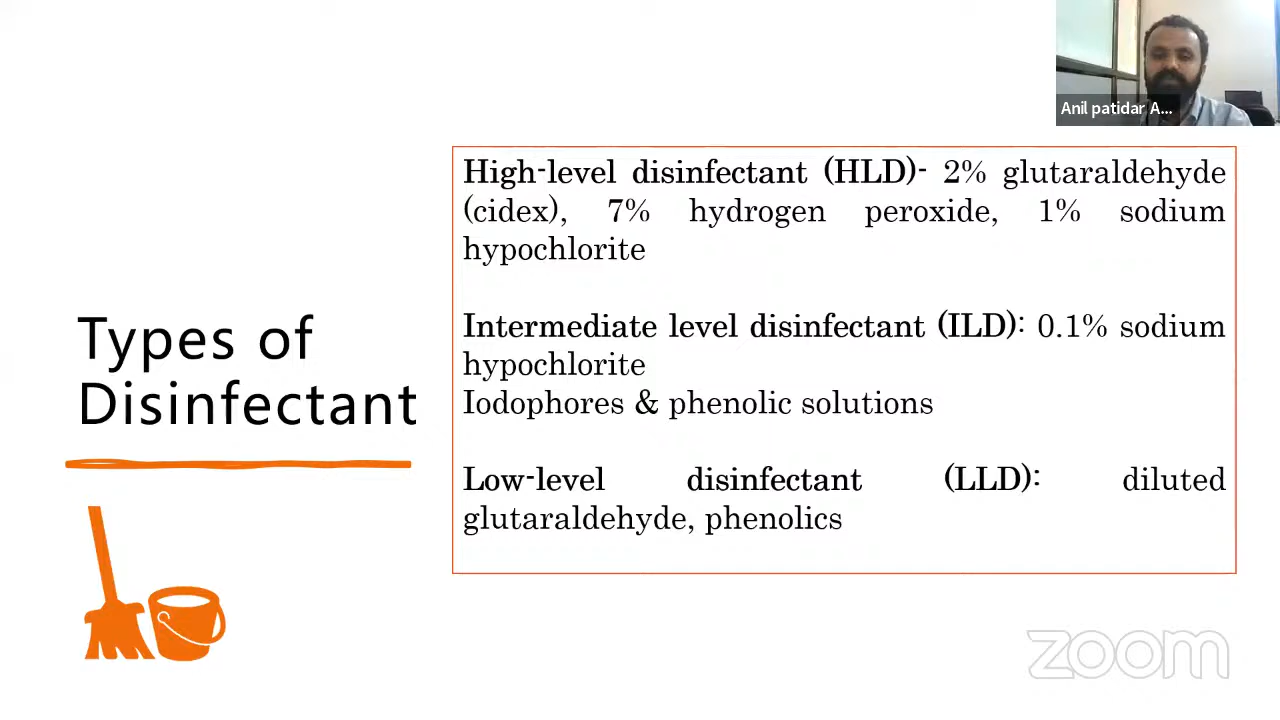 Anil patidar A...
High-level disinfectant (HLD)- 2% glutaraldehyde
(cidex), 7% hydrogen peroxide, 1% sodium
hypochlorite
Intermediate level disinfectant (ILD): 0.1% sodium
hypochlorite
Iodophores & phenolic solutions
Low-level disinfectant (LLD): diluted
glutaraldehyde, phenolics
Types of
Disinfectant
zoom